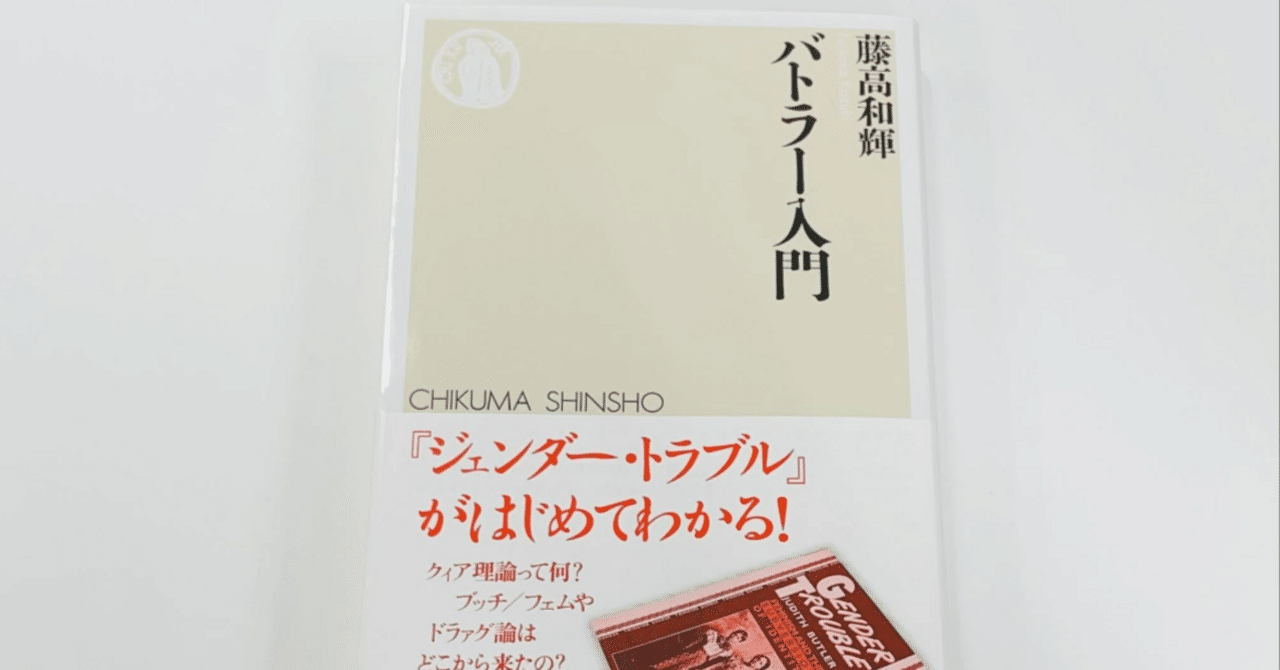 藤高和輝
バトラー入門
CHIKUMA SHINSHO
『ジェンダー・トラブル』
がはじめてわかる!
クィア理論って何?
ブッチ/フェムや
ドラァグ論は
どこから来たの?
GENDER
TROUBLE
JUDITH BUTLER